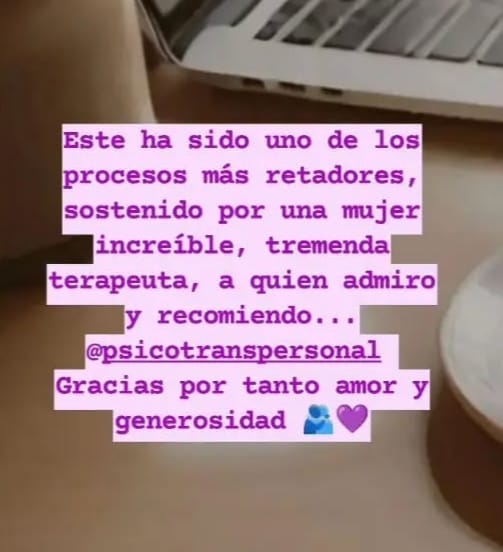 Este ha sido uno de los
procesos más retadores,
sostenido por una mujer
increíble, tremenda
terapeuta, a quien admiro
y recomiendo...
@psicotranspersonal
Gracias por tanto amor y
generosidad 🫂💜